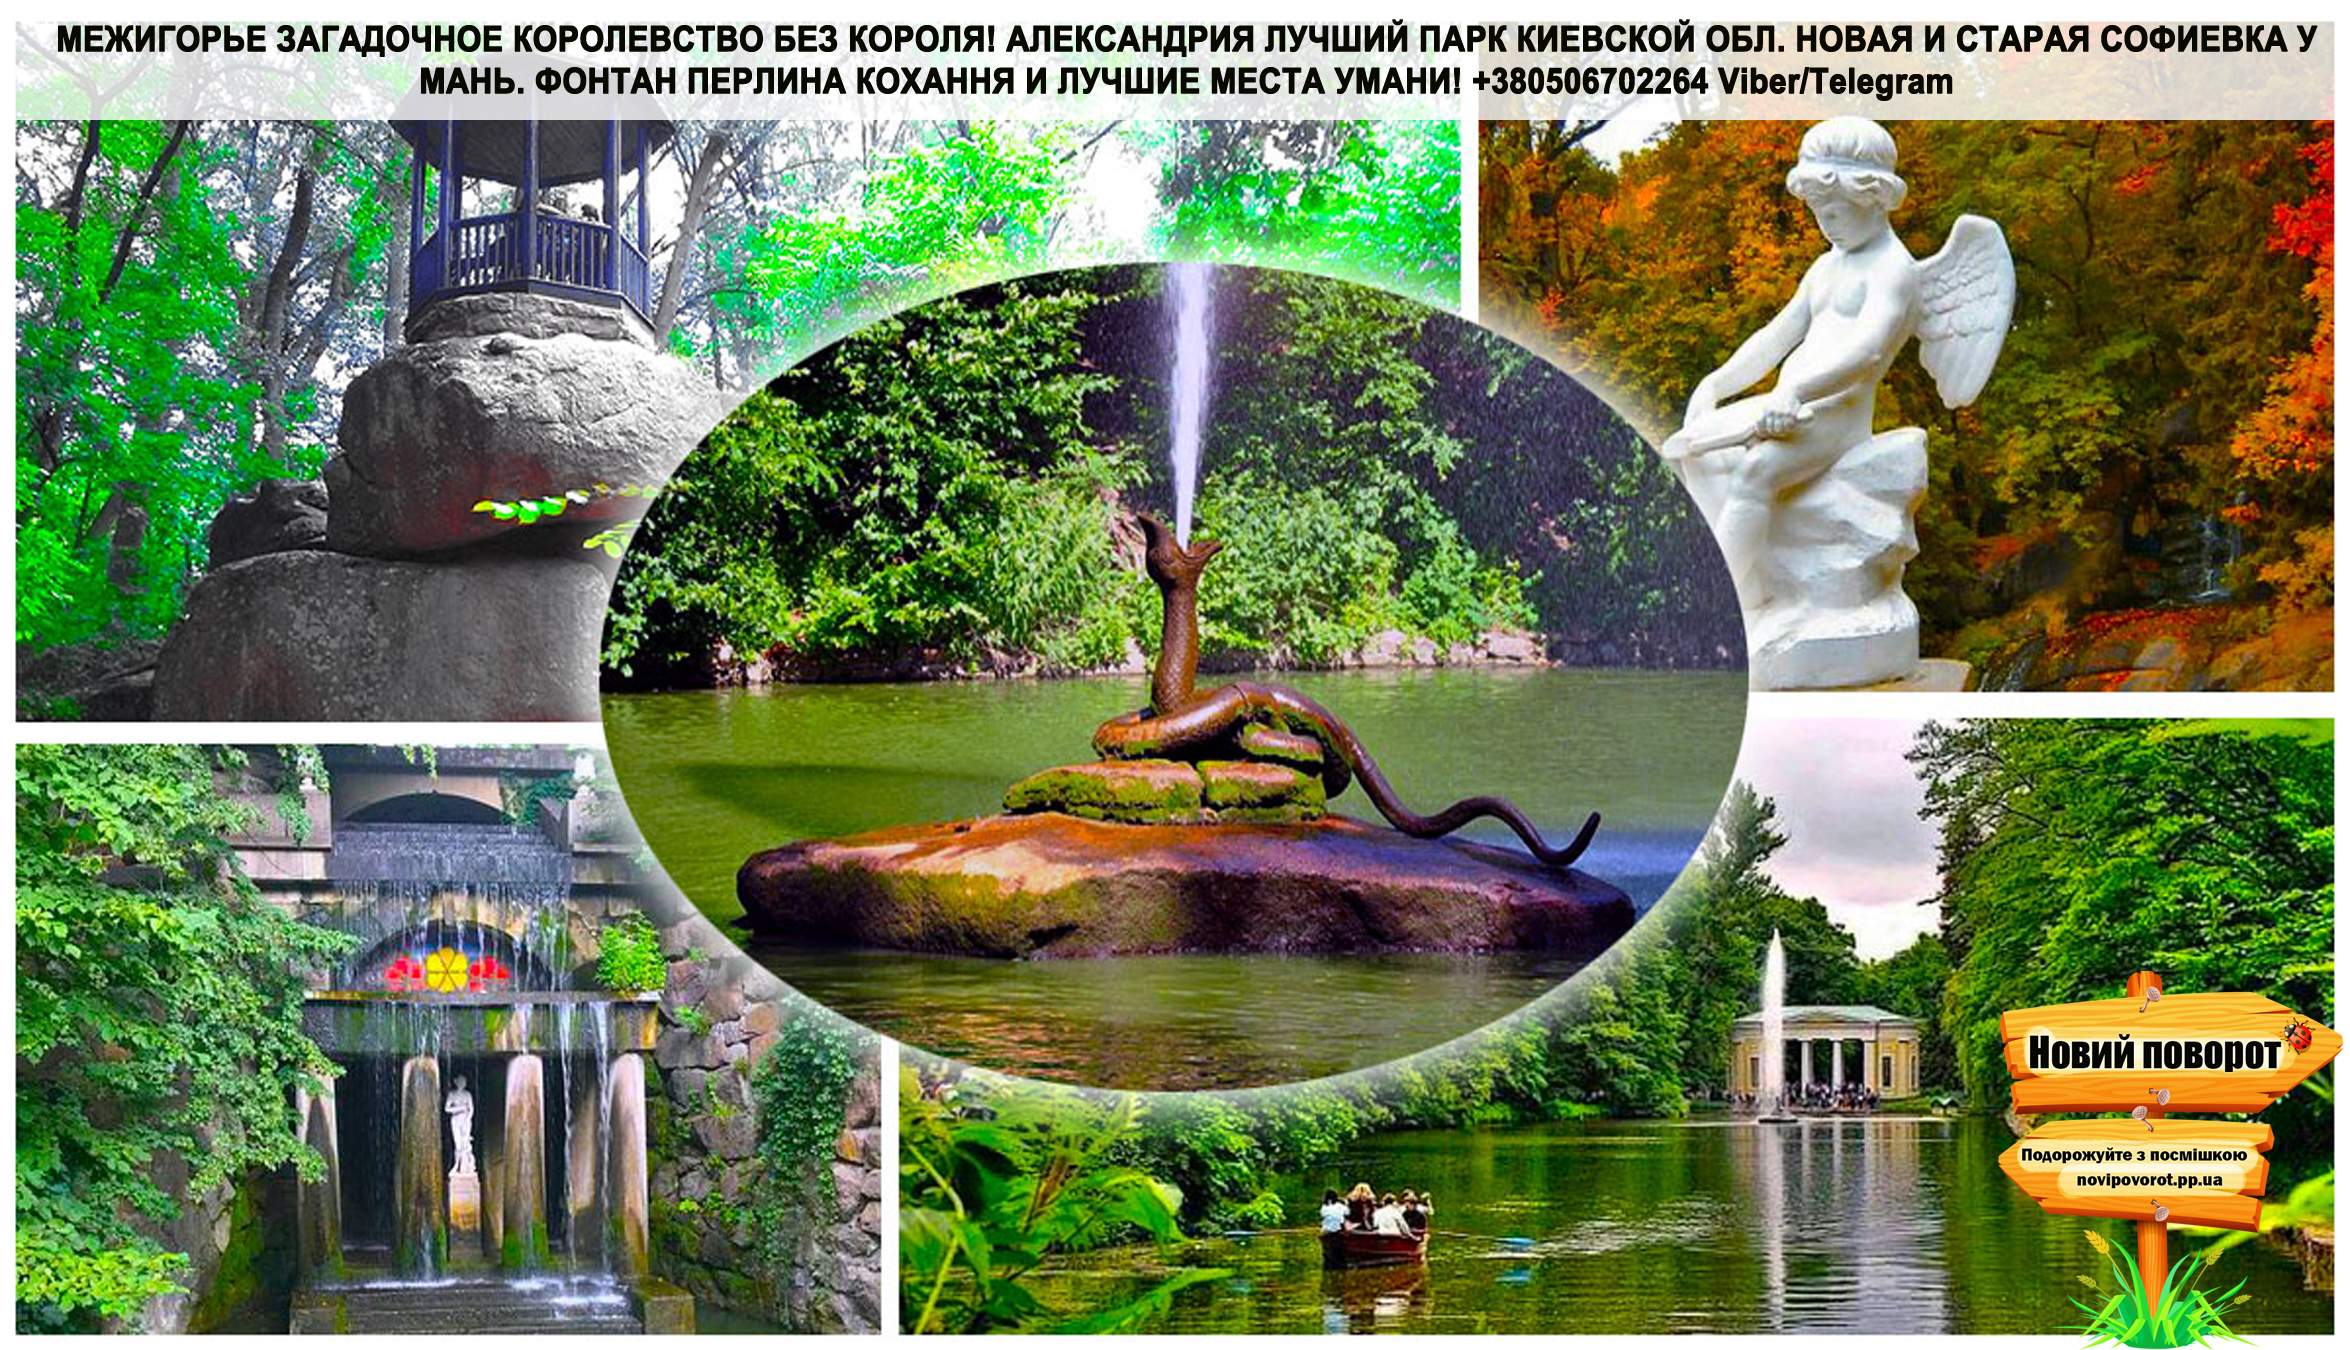 МЕЖИГОРЬЕ ЗАГАДОЧНОЕ КОРОЛЕВСТВО БЕЗ КОРОЛЯ! АЛЕКСАНДРИЯ ЛУЧШИЙ ПАРК КИЕВСКОЙ ОБЛ. НОВАЯ И СТАРАЯ СОФИЕВКА У
МАНЬ. ФОНТАН ПЕРЛИНА КОХАННЯ И ЛУЧШИЕ МЕСТА УМАНИ! +380506702264 Viber/Telegram
Новий поворот
Подорожуйте з посмішкою
novipovorot.pp.ua